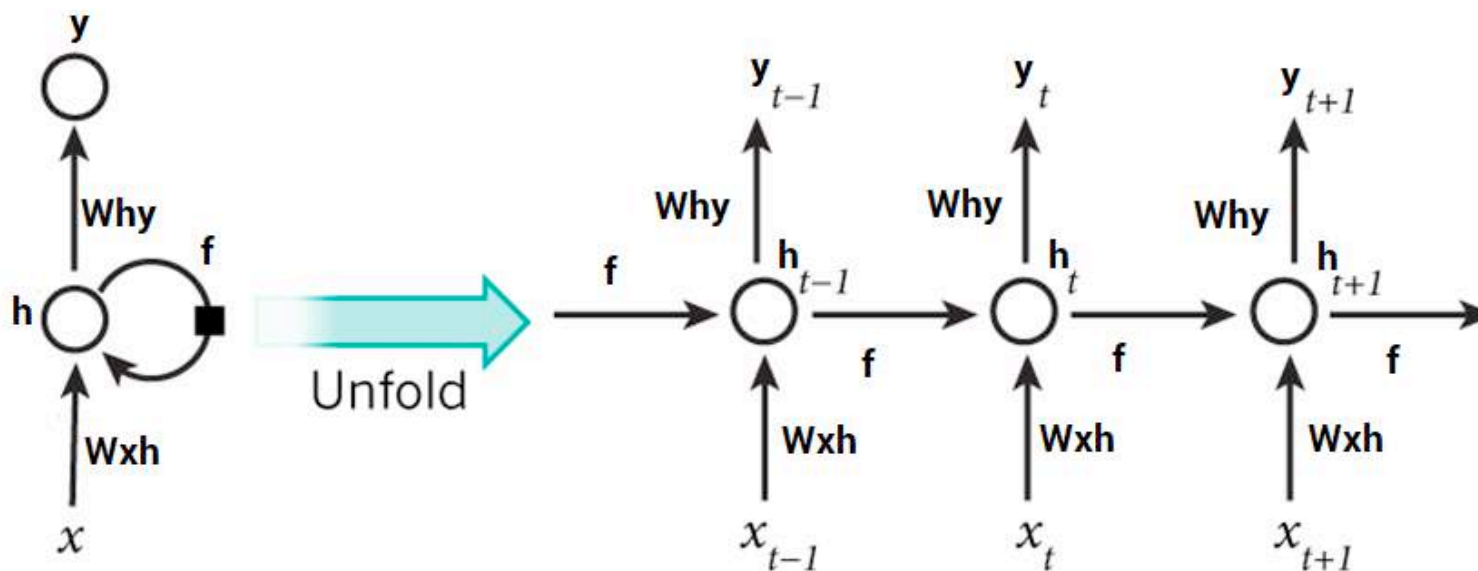 y
Why
f
h
Unfold
Wxh
x
y t-1
y t
y t+1
Why
Why
Why
f
h t-1
h t
h t+1
f
f
f
Wxh
Wxh
Wxh
x t-1
x t
x t+1